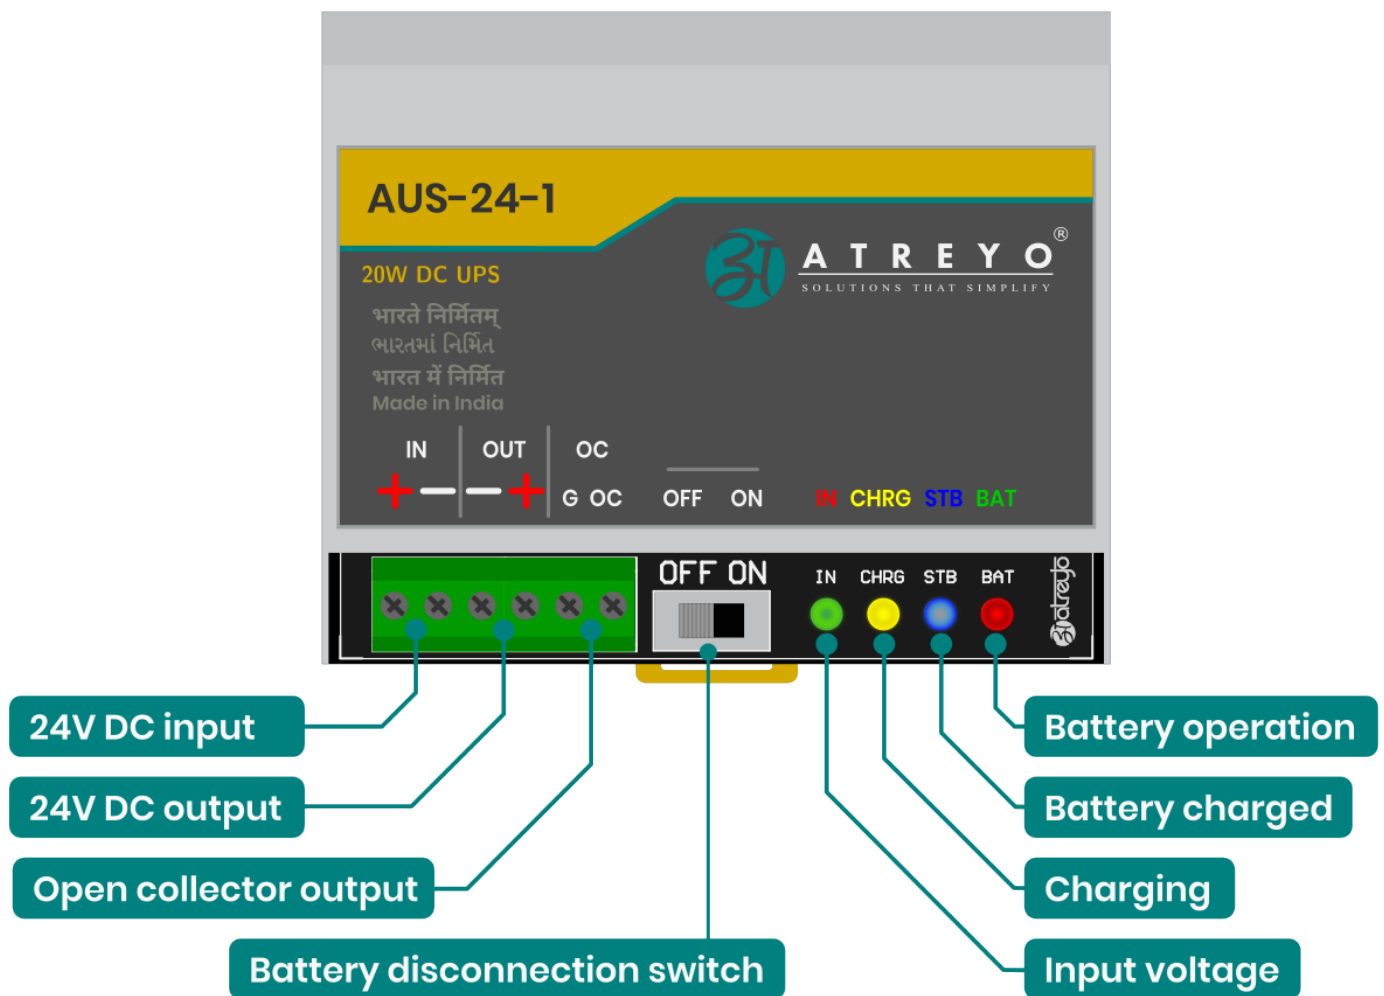 AUS-24-1
20W DC UPS
भारते निर्मितम्
ભારતમાં નિર્મિત
भारत में निर्मित
Made in India
अा ATREYO®
SOLUTIONS THAT SIMPLIFY
IN OUT OC
+ − − + G OC OFF ON IN CHRG STB BAT
OFF ON IN CHRG STB BAT
atreyo
24V DC input
24V DC output
Open collector output
Battery disconnection switch
Battery operation
Battery charged
Charging
Input voltage